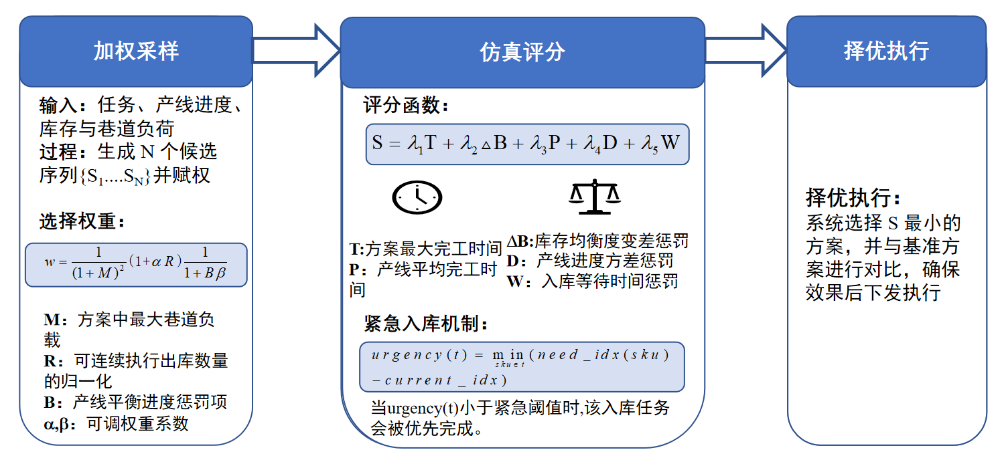 加权采样
输入：任务、产线进度、
库存与巷道负荷
过程：生成 N 个候选
序列{S1....SN}并赋权
选择权重：
w = \frac{1}{(1+M)^2}(1+αR)\frac{1}{1+Bβ}
M：方案中最大巷道负
载
R：可连续执行出库数量
的归一化
B：产线平衡进度惩罚项
α,β：可调权重系数
仿真评分
评分函数：
S = λ1T + λ2△B + λ3P + λ4D + λ5W
T:方案最大完工时间
P：产线平均完工时
间
ΔB:库存均衡度变差惩罚
D：产线进度方差惩罚
W：入库等待时间惩罚
紧急入库机制：
urgency(t) = min(need_idx(sku)
sku∈t
−current_idx)
当urgency(t)小于紧急阈值时,该入库任务
会被优先完成。
择优执行
择优执行：
系统选择 S 最小的
方案，并与基准方
案进行对比，确保
效果后下发执行